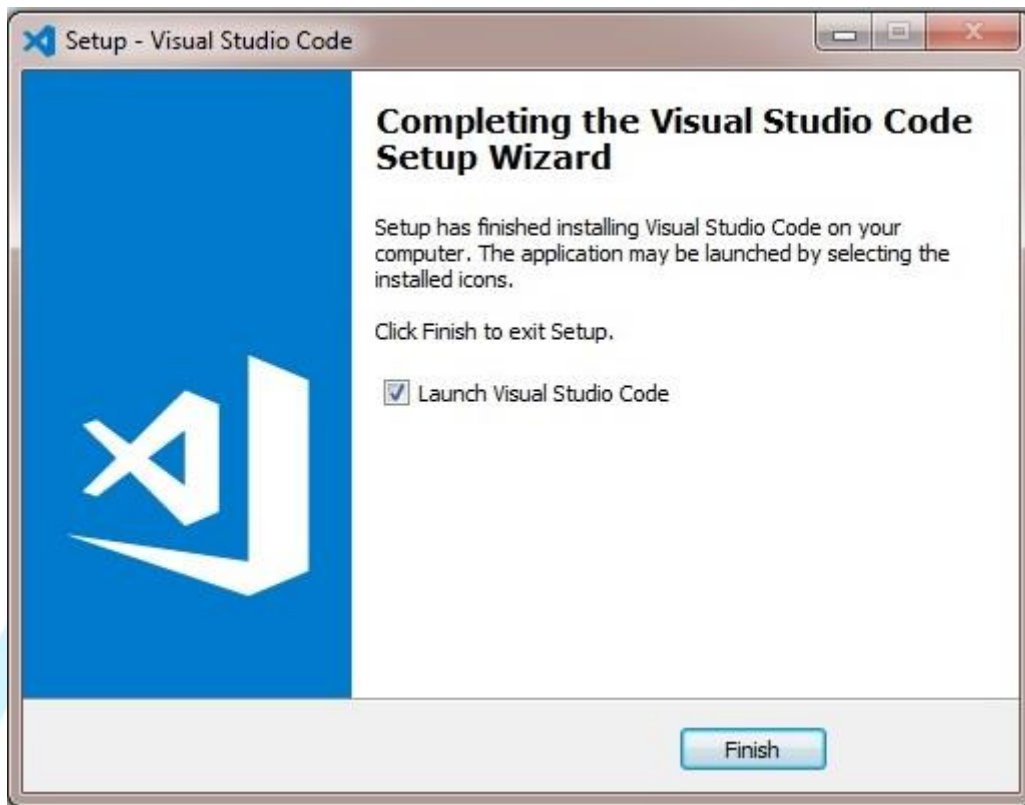 Setup - Visual Studio Code
Completing the Visual Studio Code
Setup Wizard
Setup has finished installing Visual Studio Code on your
computer. The application may be launched by selecting the
installed icons.
Click Finish to exit Setup.
Launch Visual Studio Code
Finish